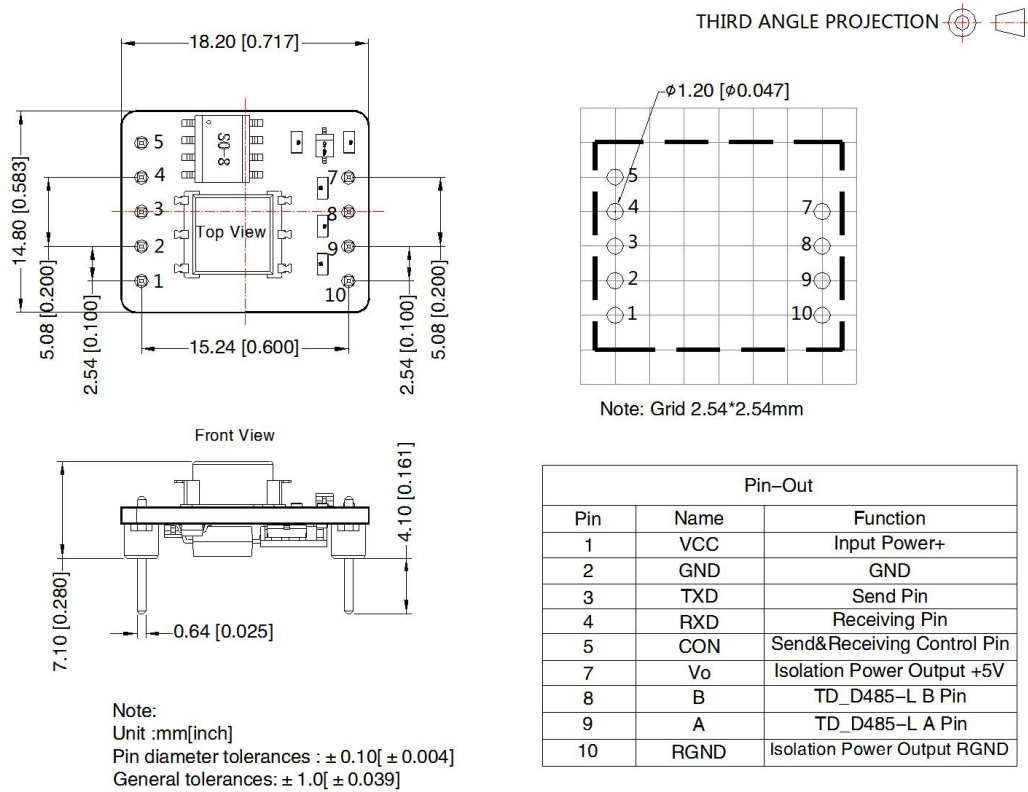 THIRD ANGLE PROJECTION
18.20 [0.717]
14.80 [0.583]
5.08 [0.200]
2.54 [0.100]
15.24 [0.600]
2.54 [0.100]
5.08 [0.200]
SO-8
Top View
5
4
3
2
1
7
8
9
10
ϕ1.20 [ϕ0.047]
5
4
3
2
1
7
8
9
10
Note: Grid 2.54*2.54mm
Front View
7.10 [0.280]
4.10 [0.161]
0.64 [0.025]
Note:
Unit :mm[inch]
Pin diameter tolerances : ± 0.10[ ± 0.004]
General tolerances: ± 1.0[ ± 0.039]
Pin–Out
Pin Name Function
1 VCC Input Power+
2 GND GND
3 TXD Send Pin
4 RXD Receiving Pin
5 CON Send&Receiving Control Pin
7 Vo Isolation Power Output +5V
8 B TD_D485–L B Pin
9 A TD_D485–L A Pin
10 RGND Isolation Power Output RGND